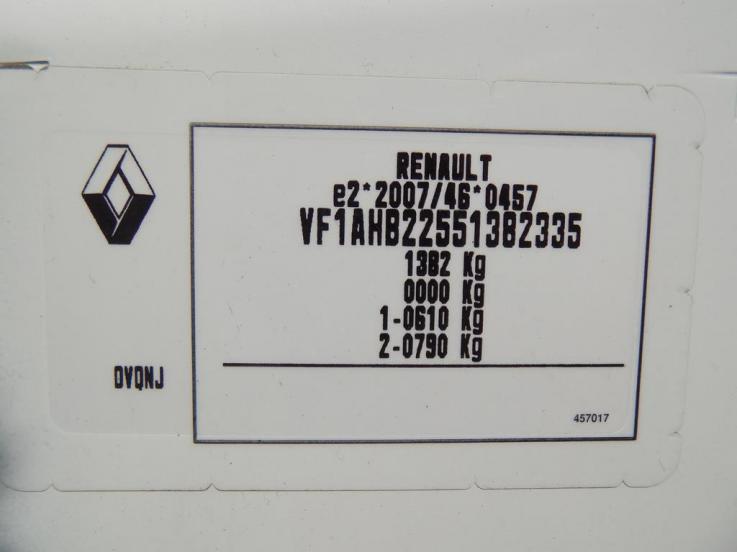 RENAULT
e2*2007/46*0457
VF1AHB22551382335
1382 Kg
0000 Kg
1-0610 Kg
2-0790 Kg
DVQNJ
457017